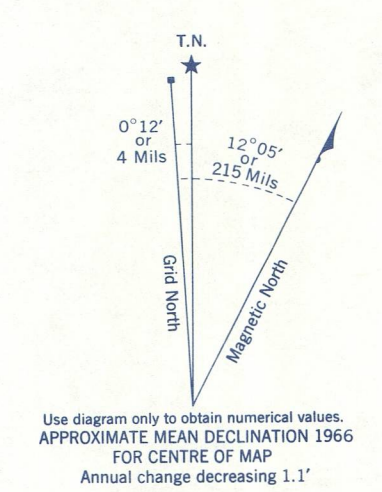 T.N.
0°12′
or
4 Mils
12°05′
or
215 Mils
Grid North
Magnetic North
Use diagram only to obtain numerical values.
APPROXIMATE MEAN DECLINATION 1966
FOR CENTRE OF MAP
Annual change decreasing 1.1′